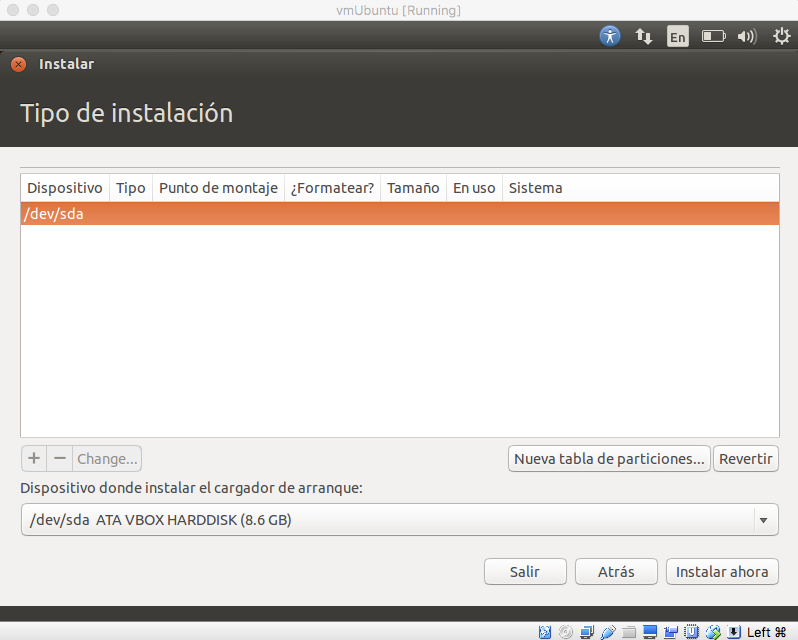 vmUbuntu [Running]
En
Instalar
Tipo de instalación
Dispositivo Tipo Punto de montaje ¿Formatear? Tamaño En uso Sistema
/dev/sda
+ − Change... Nueva tabla de particiones... Revertir
Dispositivo donde instalar el cargador de arranque:
/dev/sda ATA VBOX HARDDISK (8.6 GB)
Salir Atrás Instalar ahora
Left ⌘